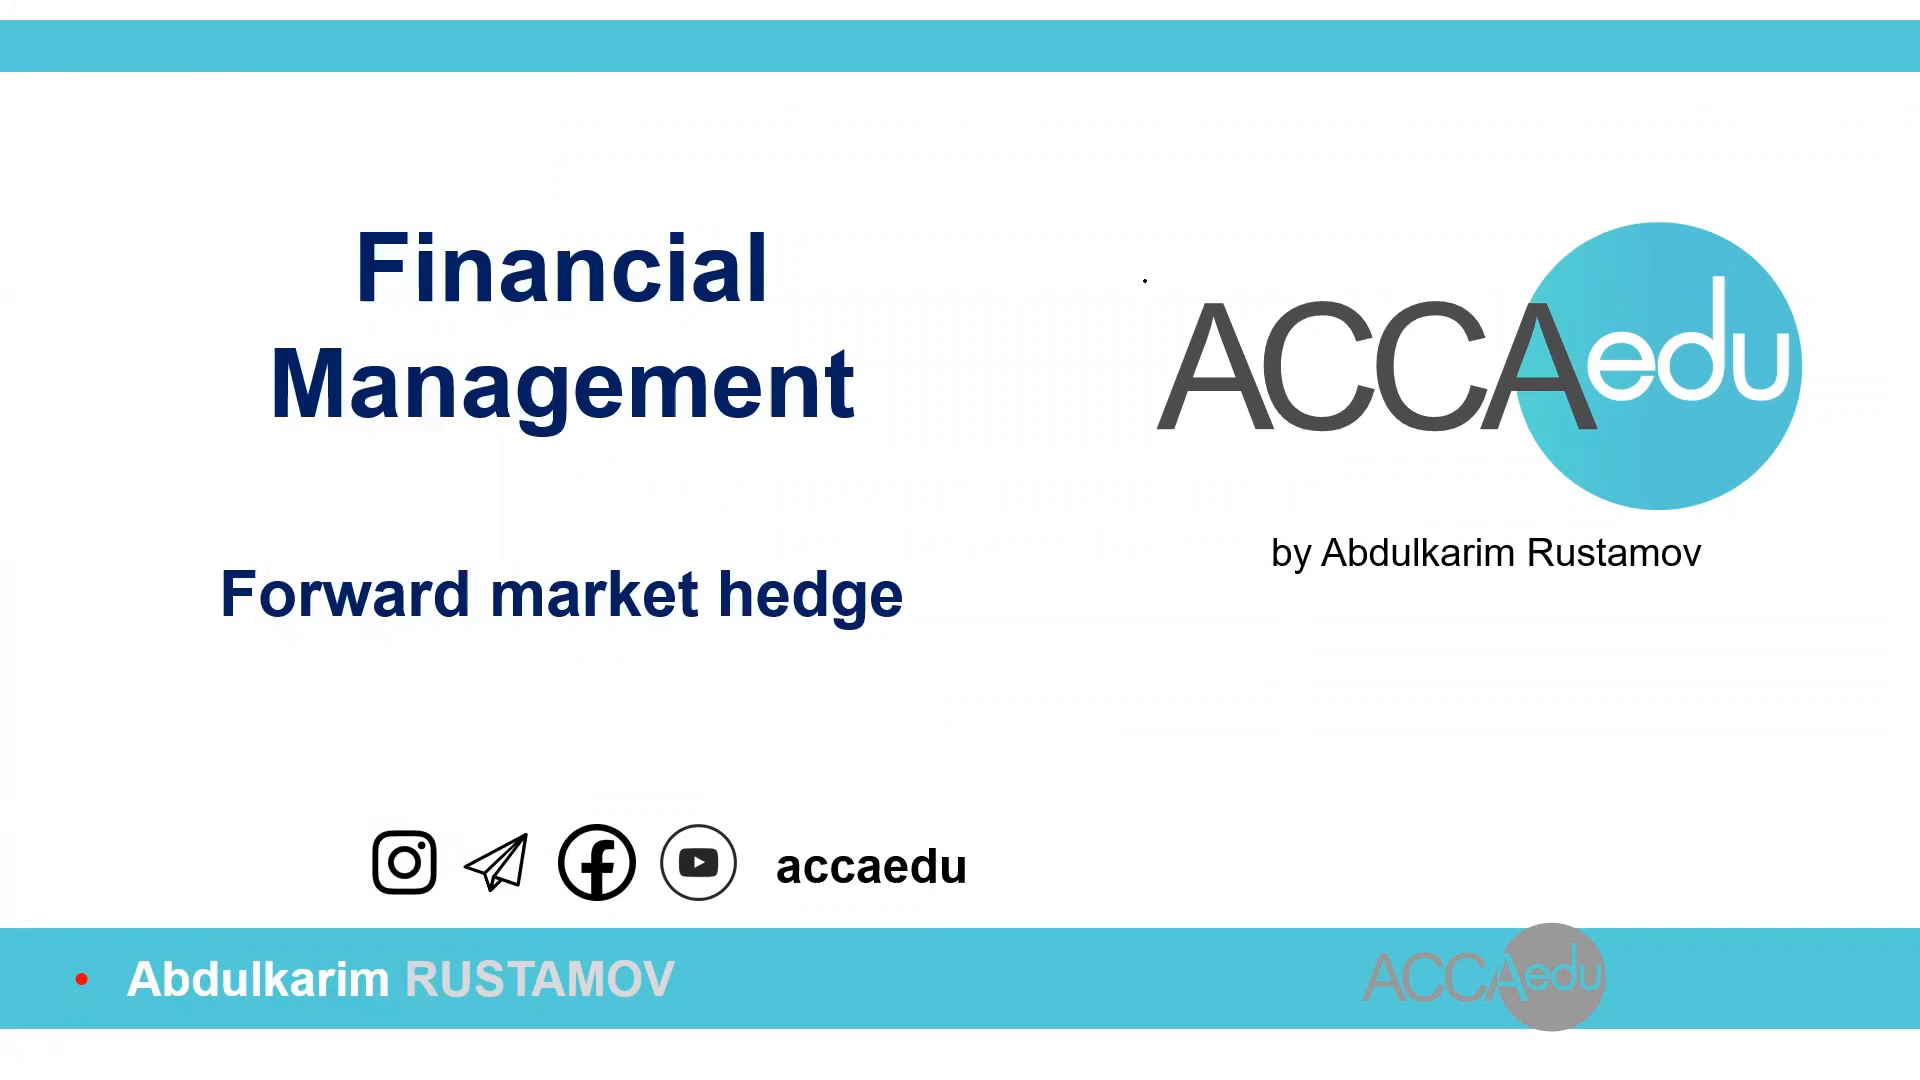 Financial
Management
Forward market hedge
ACCAedu
by Abdulkarim Rustamov
accaedu
Abdulkarim RUSTAMOV
ACCAedu